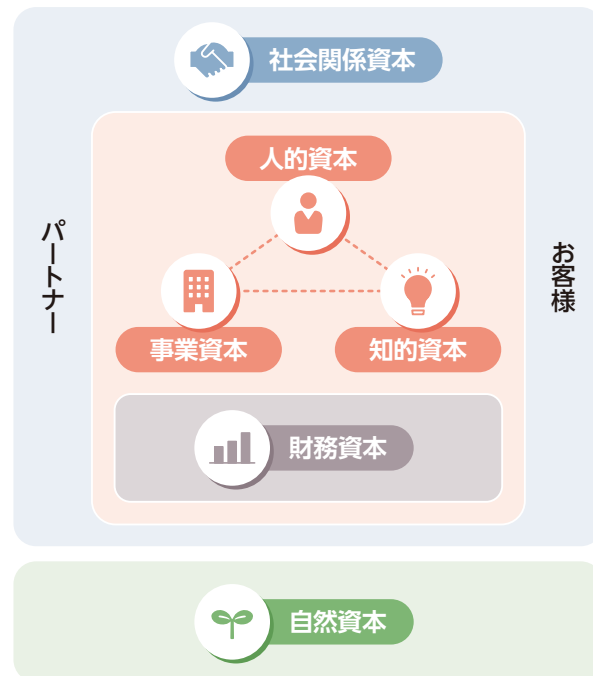 社会関係資本
人的資本
パートナー
お客様
事業資本
知的資本
財務資本
自然資本